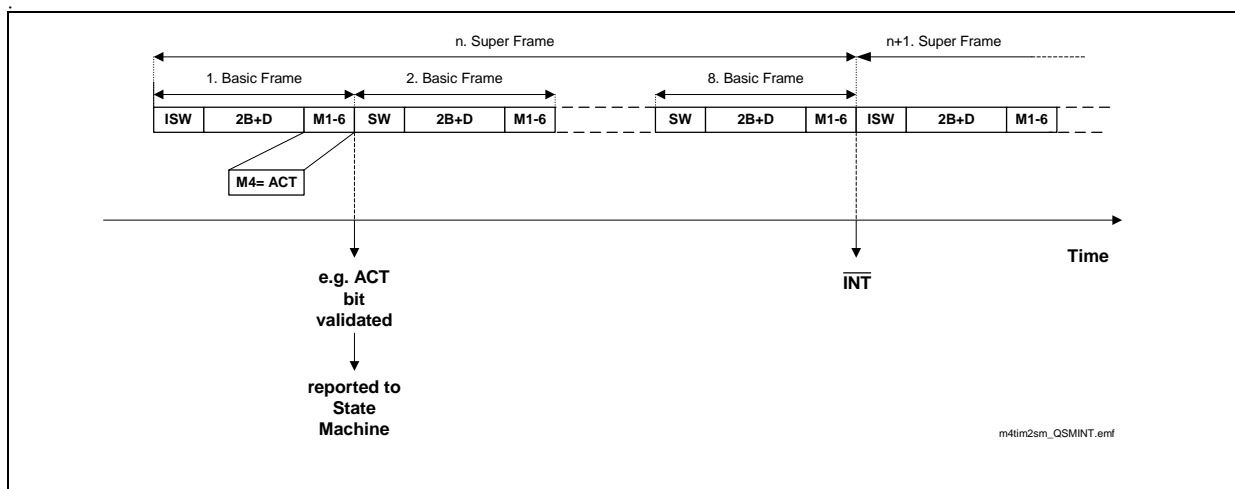 .
n. Super Frame
n+1. Super Frame
1. Basic Frame
2. Basic Frame
8. Basic Frame
ISW 2B+D M1-6 SW 2B+D M1-6 SW 2B+D M1-6 ISW 2B+D M1-6
M4= ACT
Time
e.g. ACT
bit
validated
INT
reported to
State
Machine
m4tim2sm_QSMINT.emf